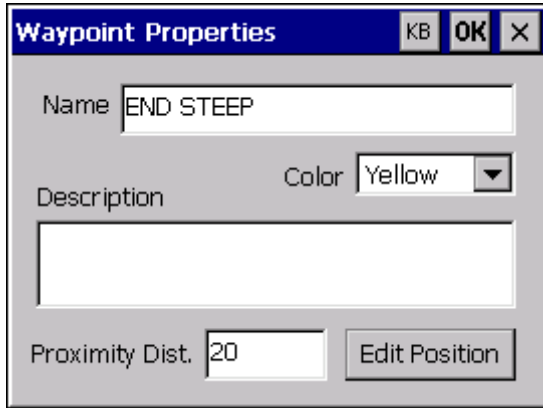 Waypoint Properties KB OK ×
Name END STEEP
Color Yellow
Description
Proximity Dist. 20 Edit Position